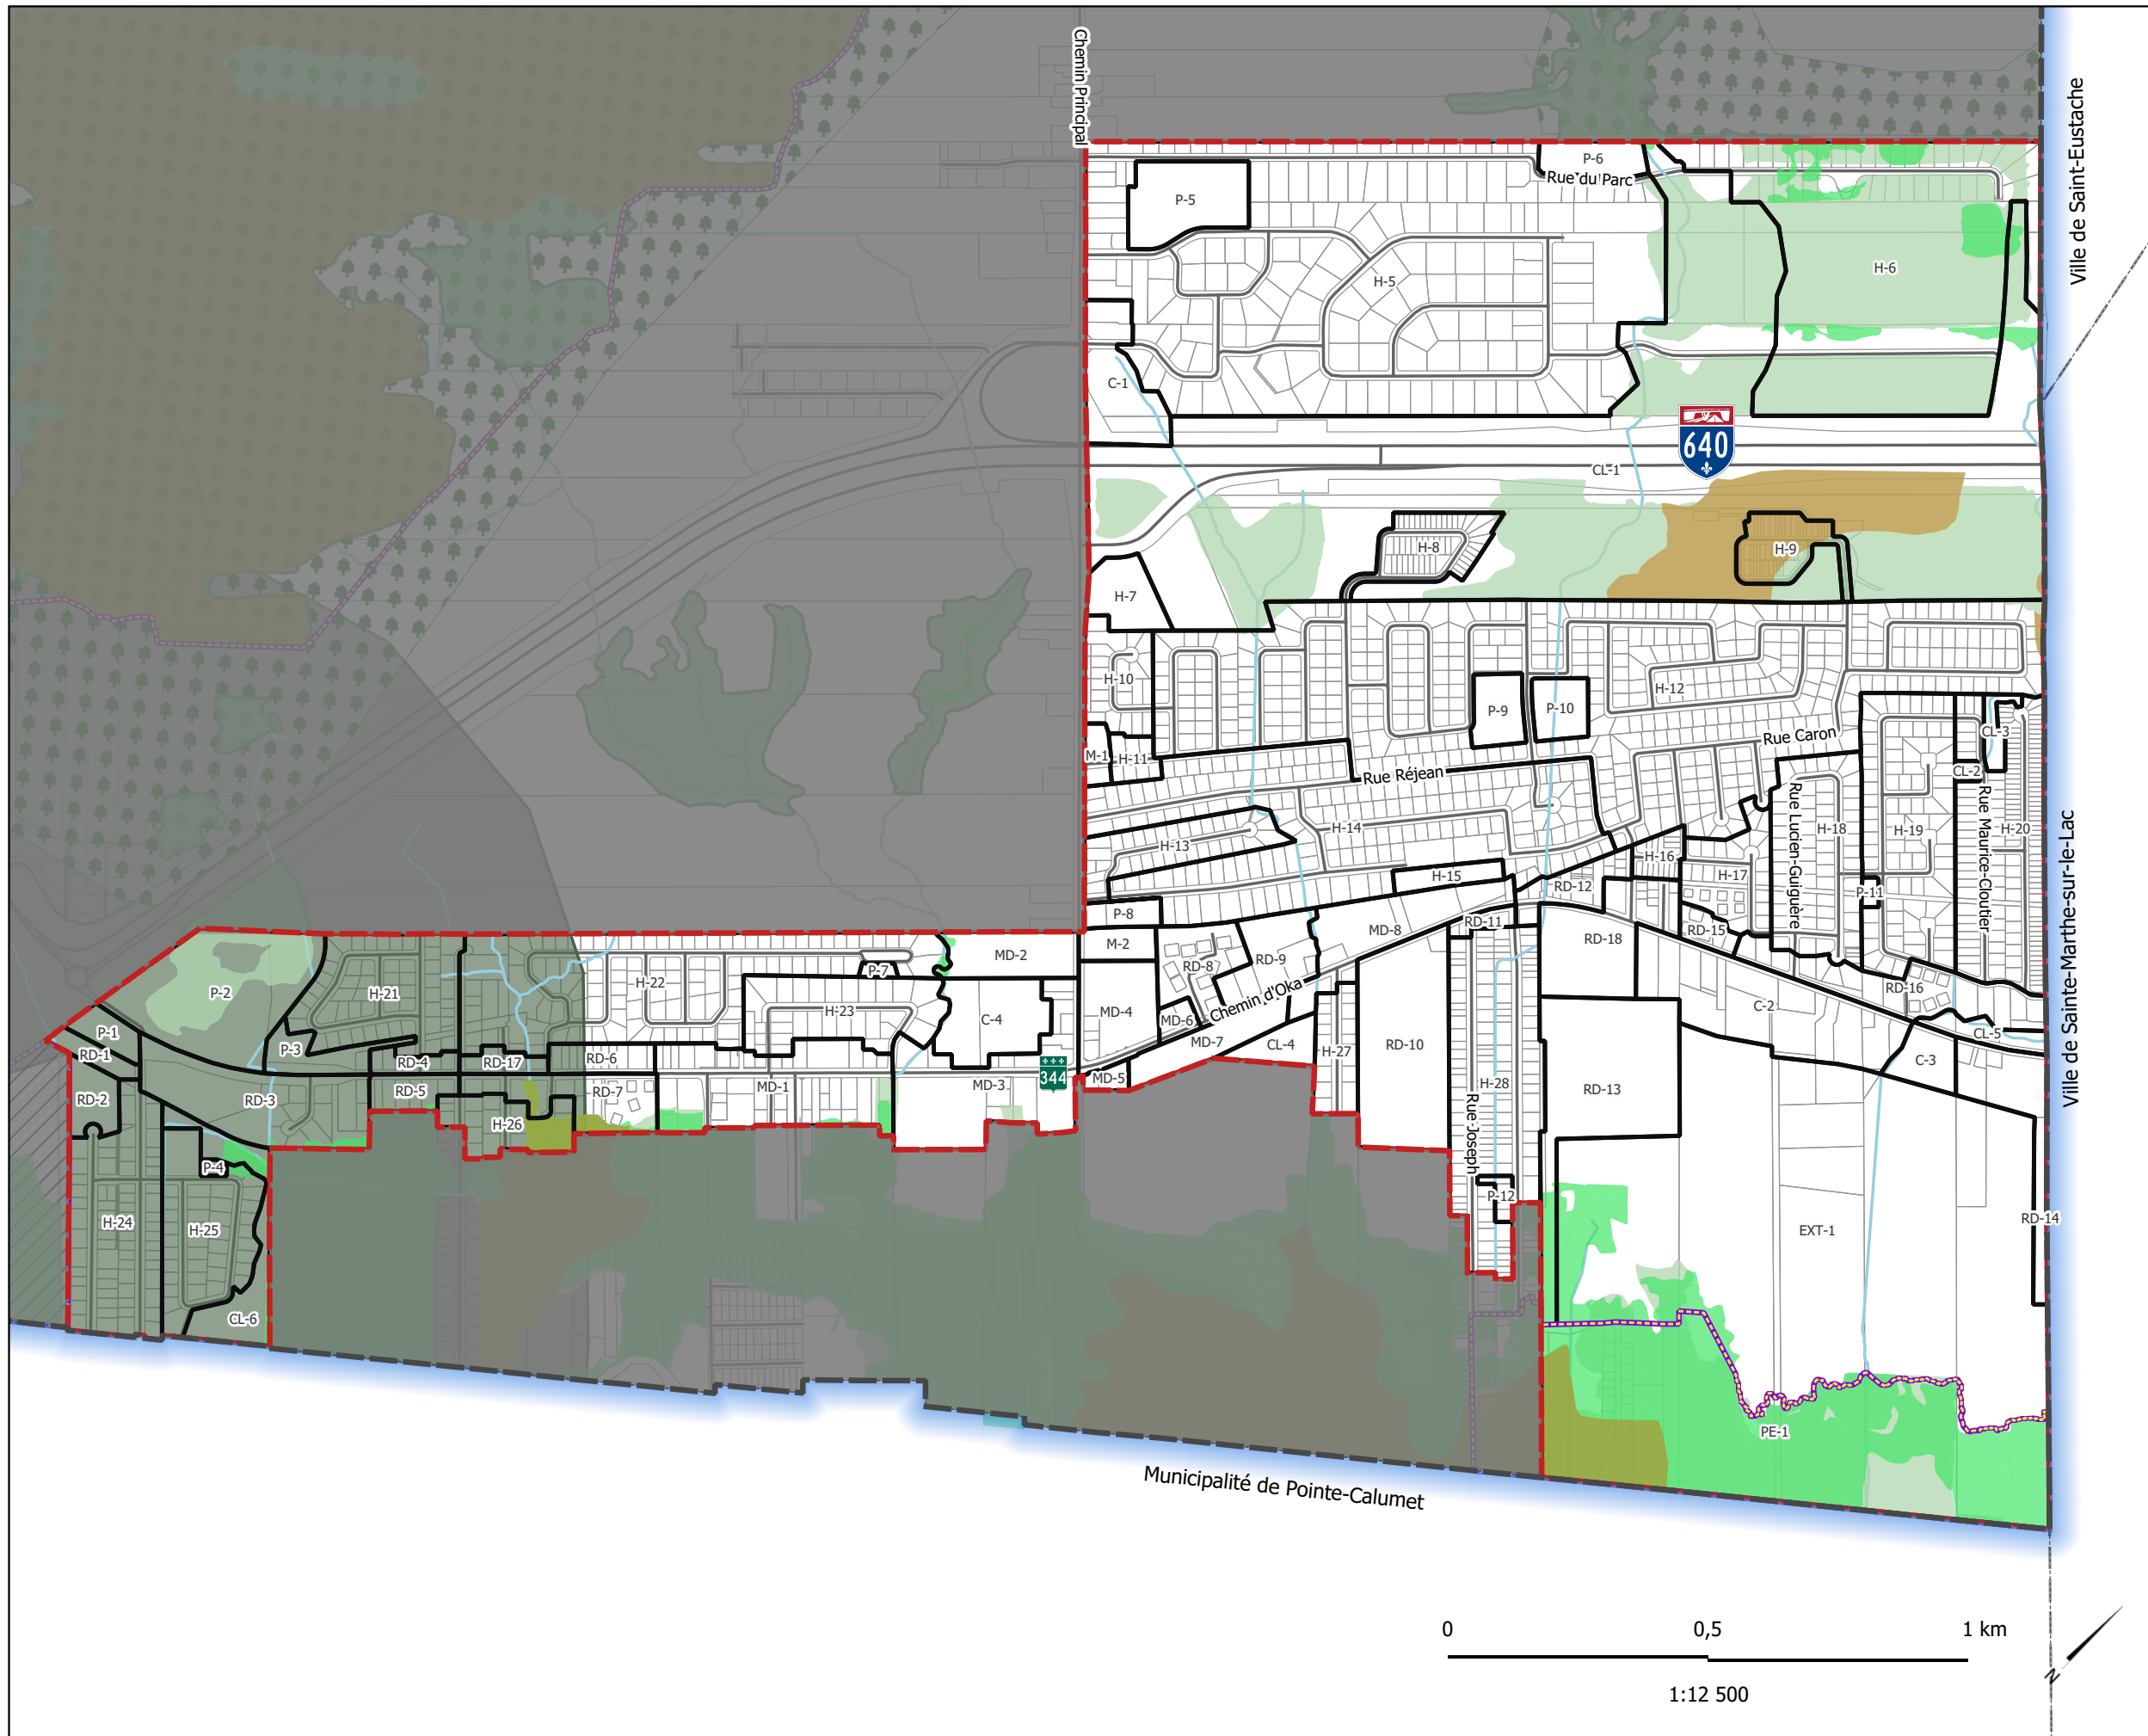 Chemin Principal
Ville de Saint-Eustache
P-6
Rue du Parc
P-5
H-6
H-5
C-1
640
CL-1
H-8
H-9
H-7
H-10
H-12
P-9
P-10
Rue Caron
CL-3
M-1
H-11
CL-2
Rue Réjean
Rue Lucien-Guiguère
Rue Maurice-Cloutier
H-14
H-18
H-19
H-20
H-13
H-16
H-15
H-17
RD-12
P-11
P-8
RD-11
MD-8
RD-15
RD-18
M-2
MD-2
RD-9
RD-8
P-7
H-22
P-2
H-21
RD-16
Chemin d'Oka
C-2
H-23
MD-4
C-4
MD-6
P-1
CL-5
MD-7
CL-4
RD-10
H-27
P-3
RD-1
RD-4
RD-17
RD-6
C-3
344
MD-5
H-28
MD-3
MD-1
RD-5
RD-7
RD-13
RD-2
RD-3
H-26
Rue Joseph
Ville de Sainte-Marthe-sur-le-Lac
P-4
P-12
H-24
H-25
EXT-1
RD-14
CL-6
PE-1
Municipalité de Pointe-Calumet
0 0,5 1 km
1:12 500
N